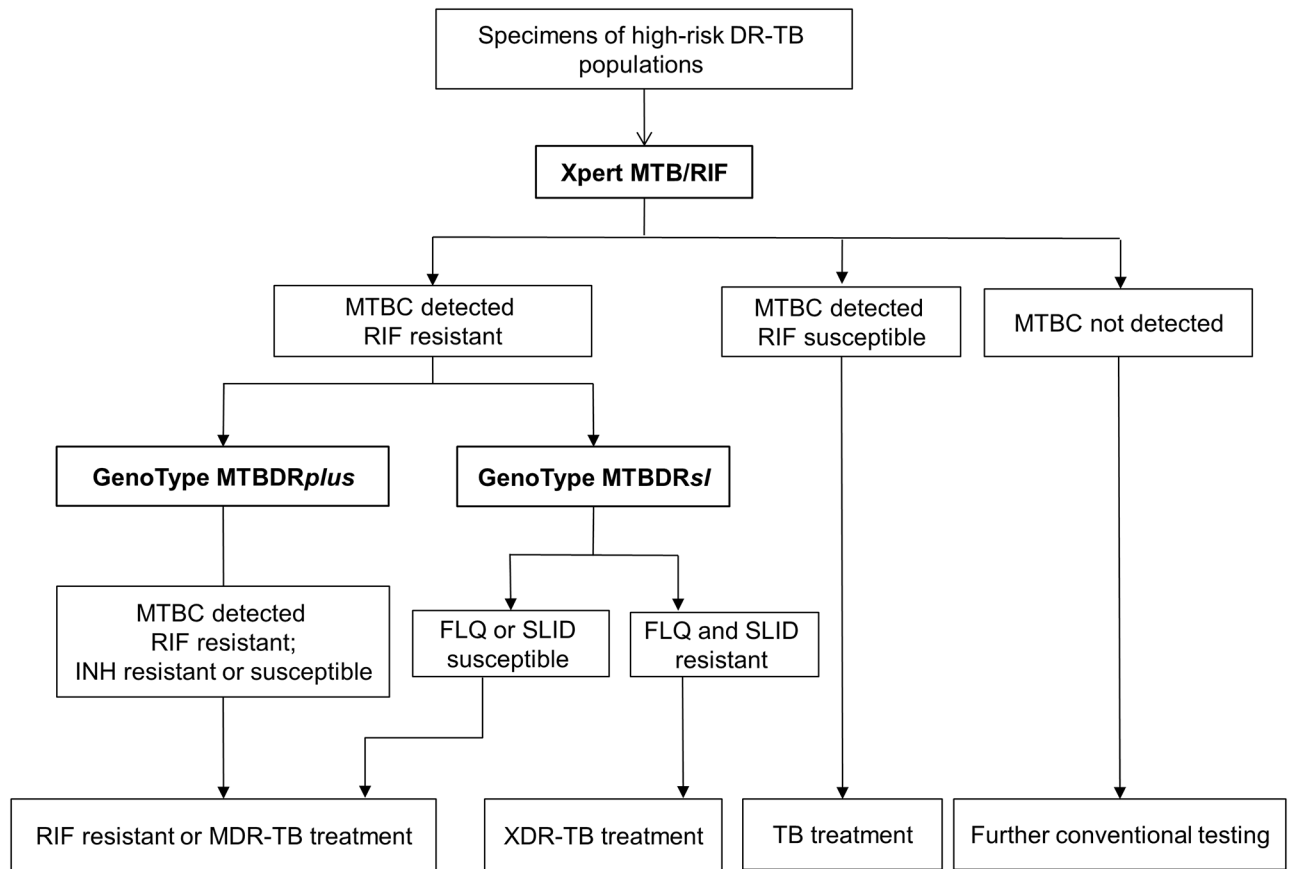 Specimens of high-risk DR-TB
populations
Xpert MTB/RIF
MTBC detected
RIF resistant
MTBC detected
RIF susceptible
MTBC not detected
GenoType MTBDRplus
GenoType MTBDRsl
MTBC detected
RIF resistant;
INH resistant or susceptible
FLQ or SLID
susceptible
FLQ and SLID
resistant
RIF resistant or MDR-TB treatment
XDR-TB treatment
TB treatment
Further conventional testing